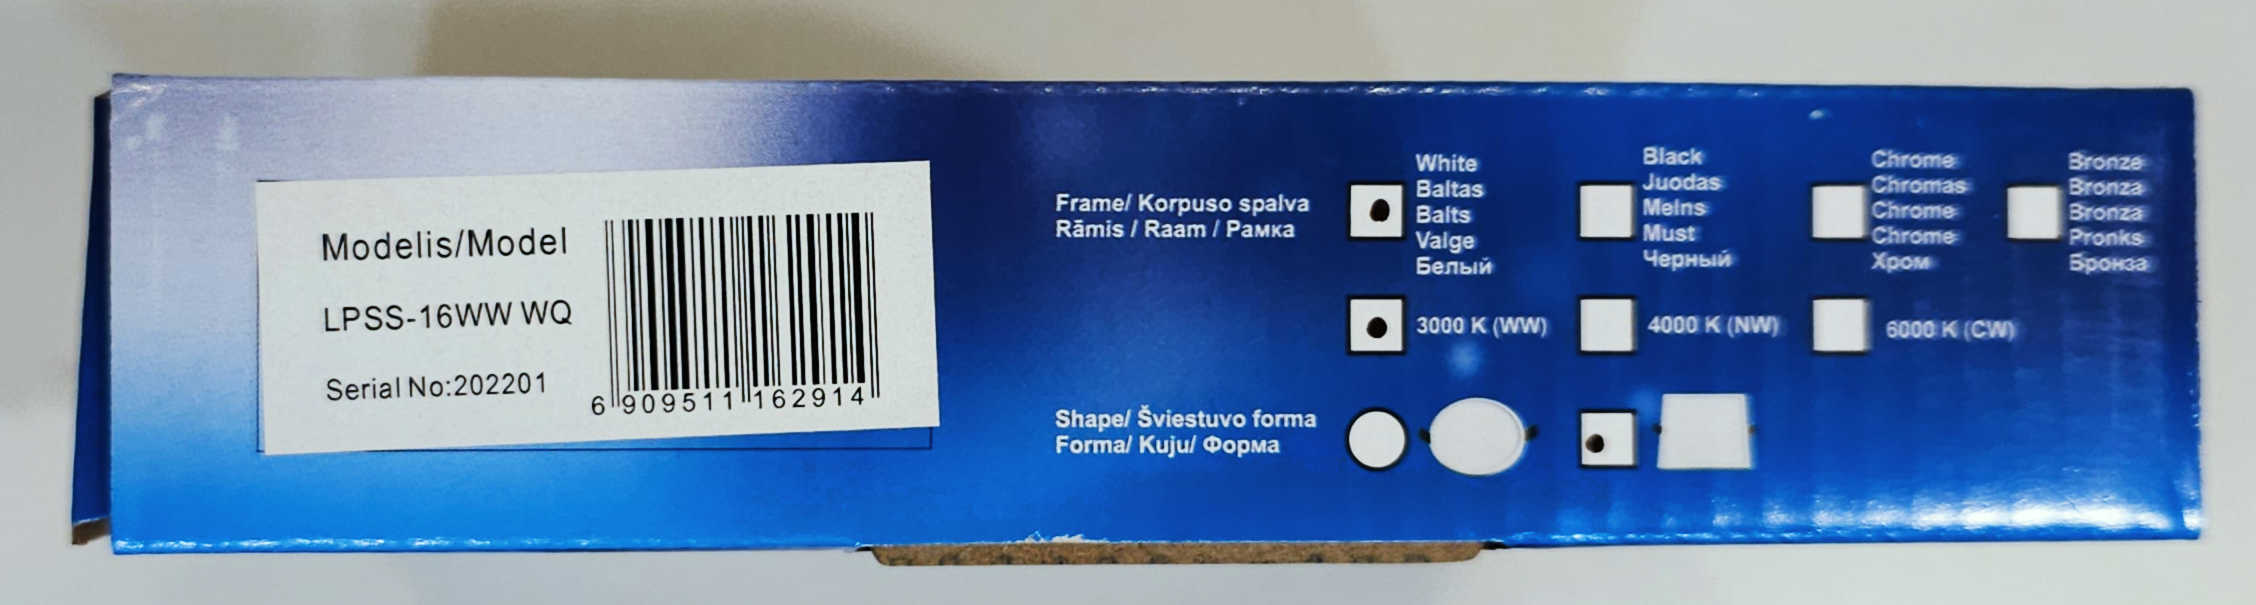 Modelis/Model
LPSS-16WW WQ
Serial No:202201
6 909511 162914
Frame/ Korpuso spalva
Rāmis / Raam / Рамка
White
Baltas
Balts
Valge
Белый
Black
Juodas
Melns
Must
Черный
Chrome
Chromas
Chrome
Chrome
Хром
Bronze
Bronza
Bronza
Pronks
Бронза
3000 K (WW)
4000 K (NW)
6000 K (CW)
Shape/ Šviestuvo forma
Forma/ Kuju/ Форма